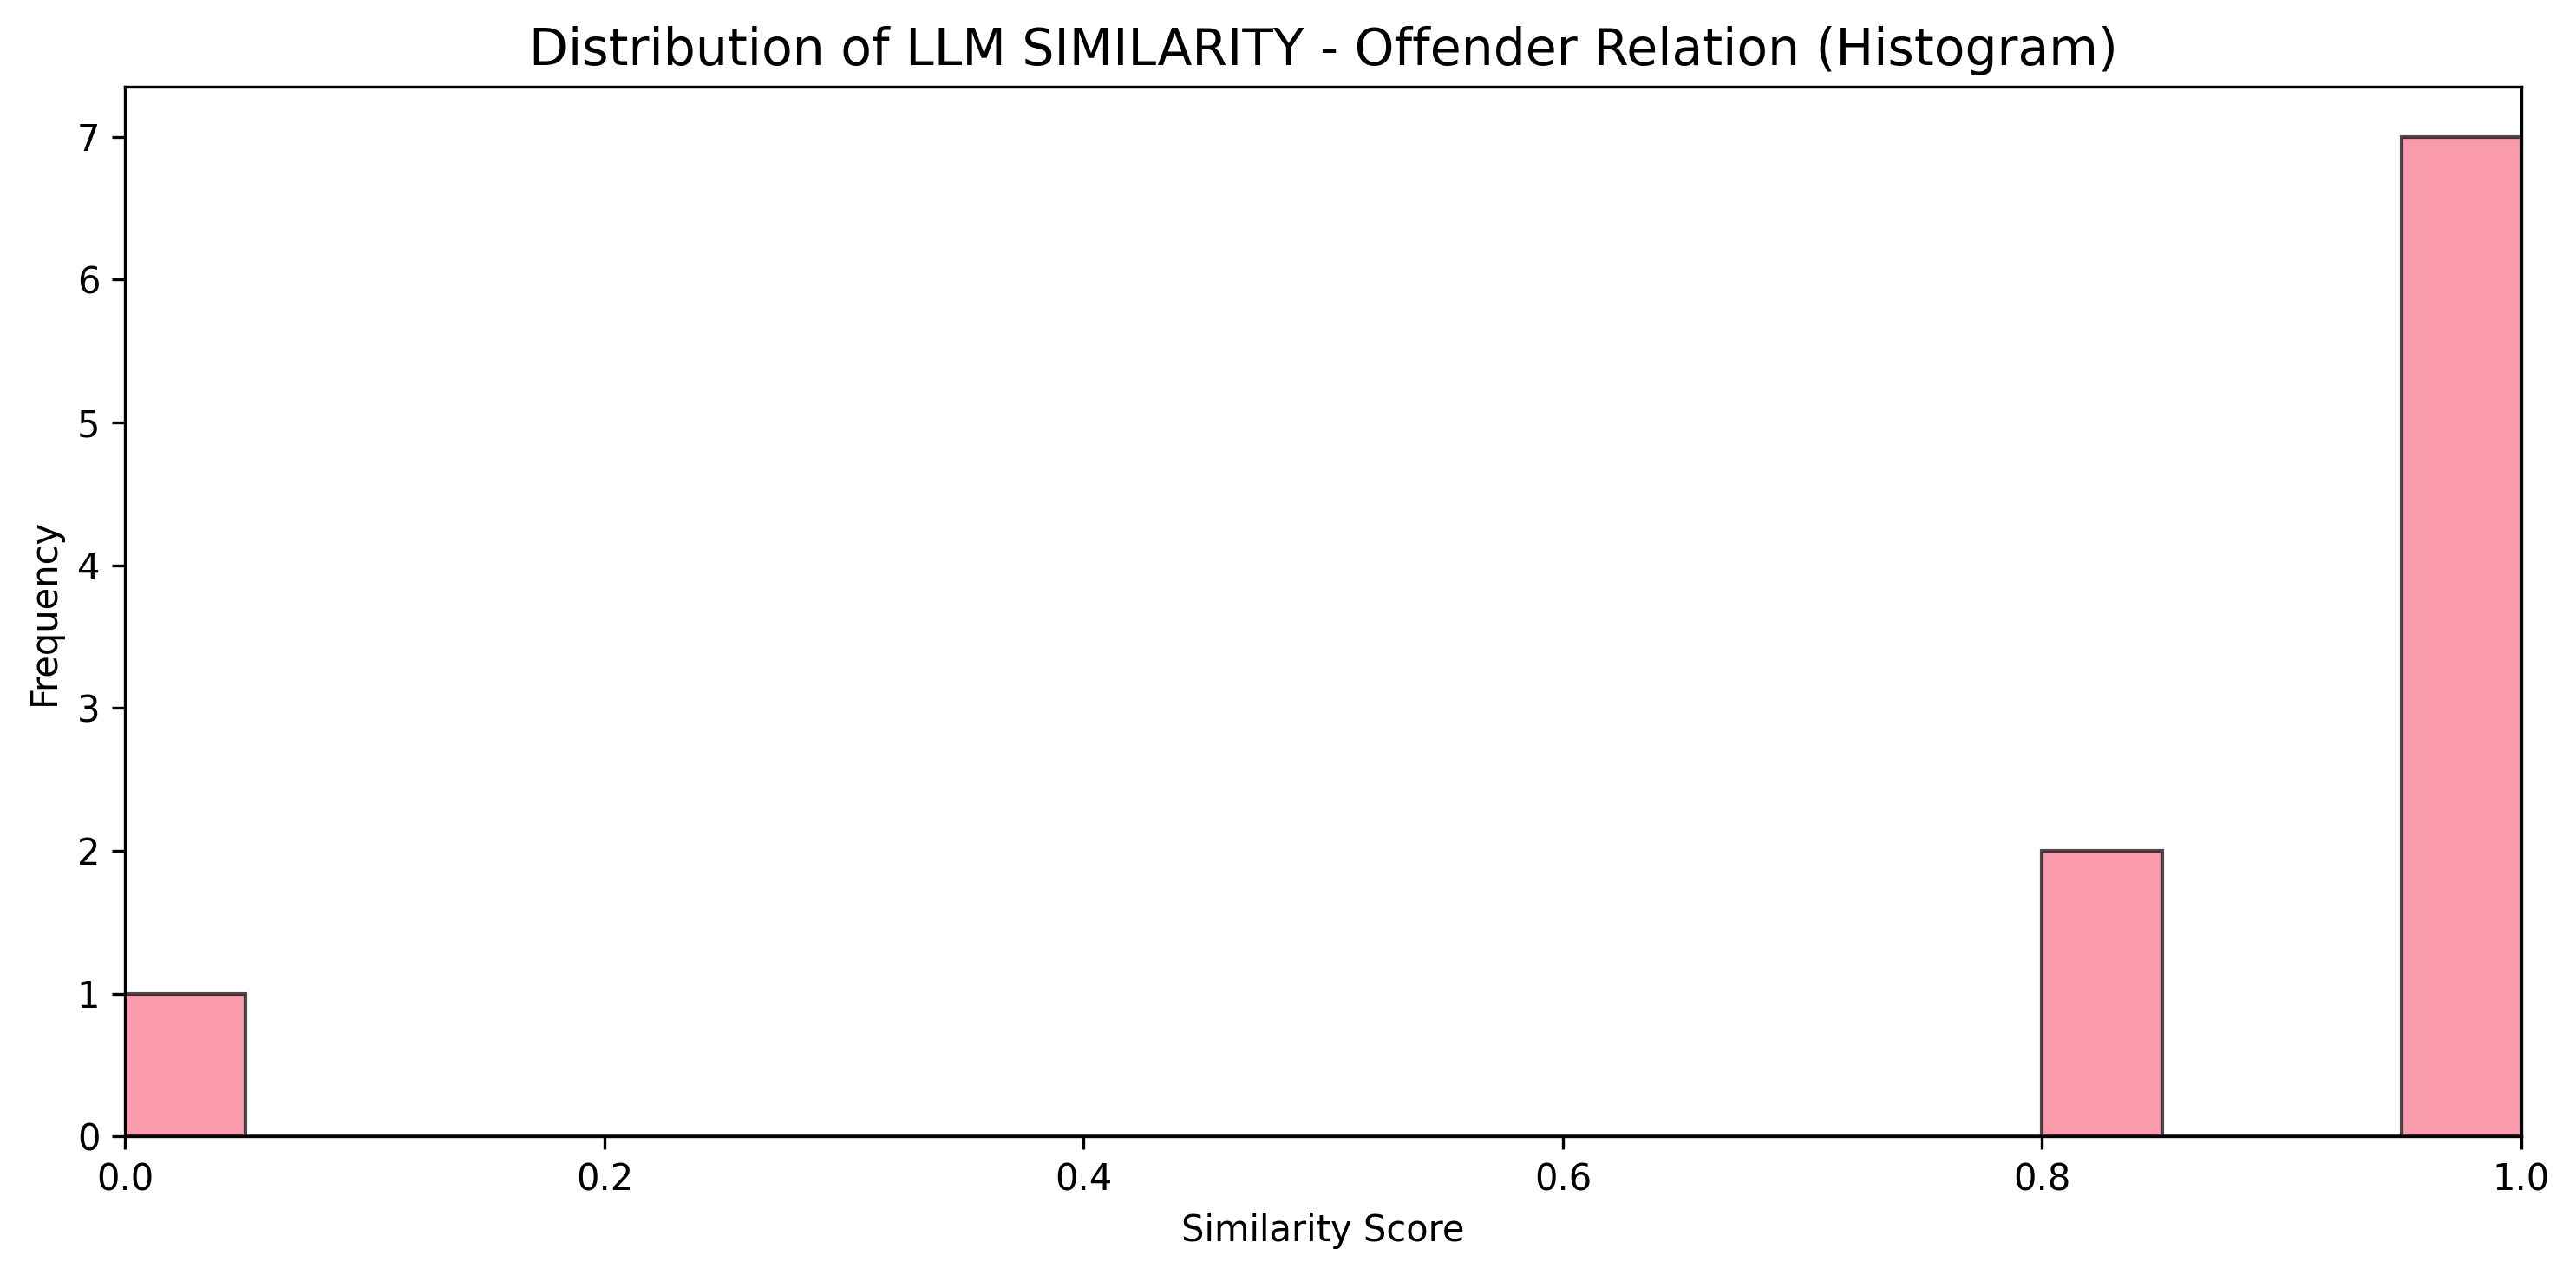 Distribution of LLM SIMILARITY - Offender Relation (Histogram)
7
6
5
4
3
2
1
0
Frequency
0.0 0.2 0.4 0.6 0.8 1.0
Similarity Score